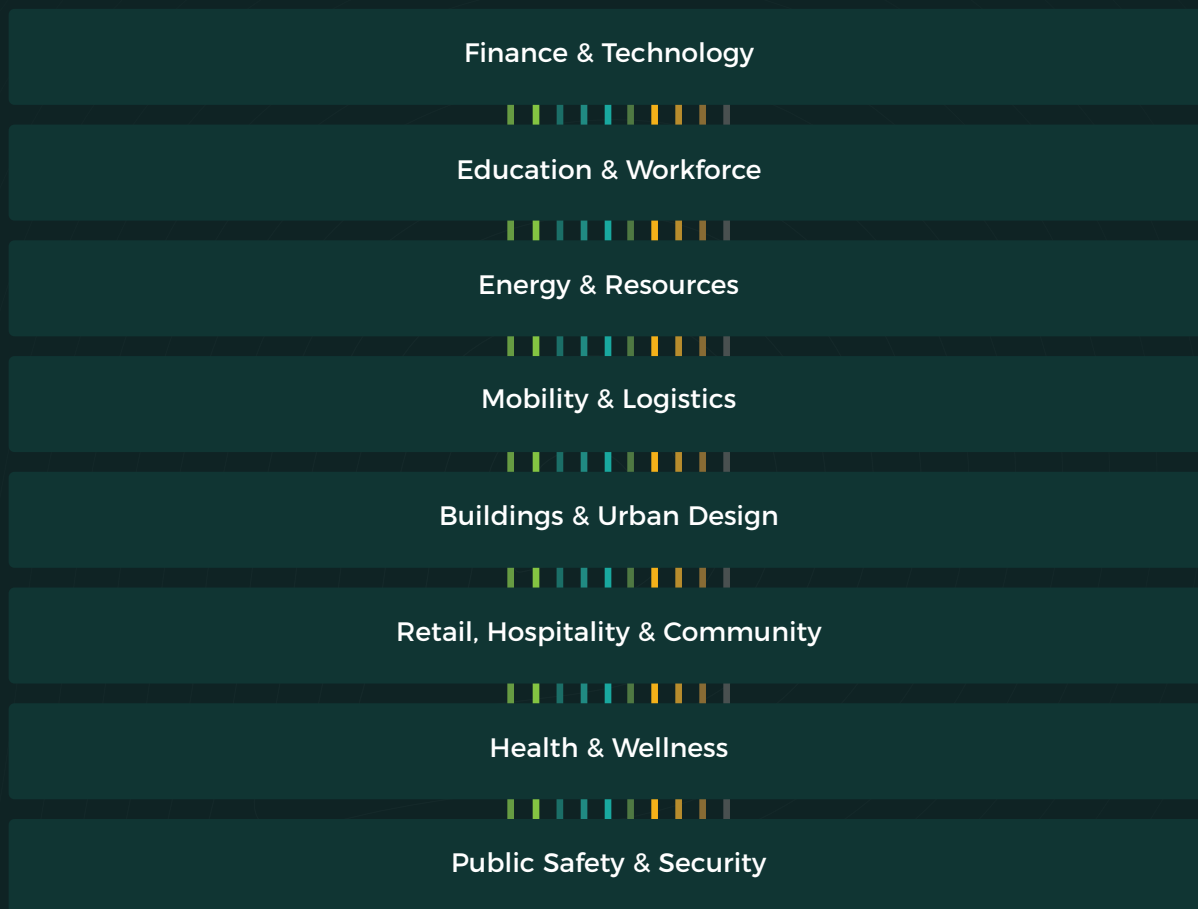 Finance & Technology
Education & Workforce
Energy & Resources
Mobility & Logistics
Buildings & Urban Design
Retail, Hospitality & Community
Health & Wellness
Public Safety & Security